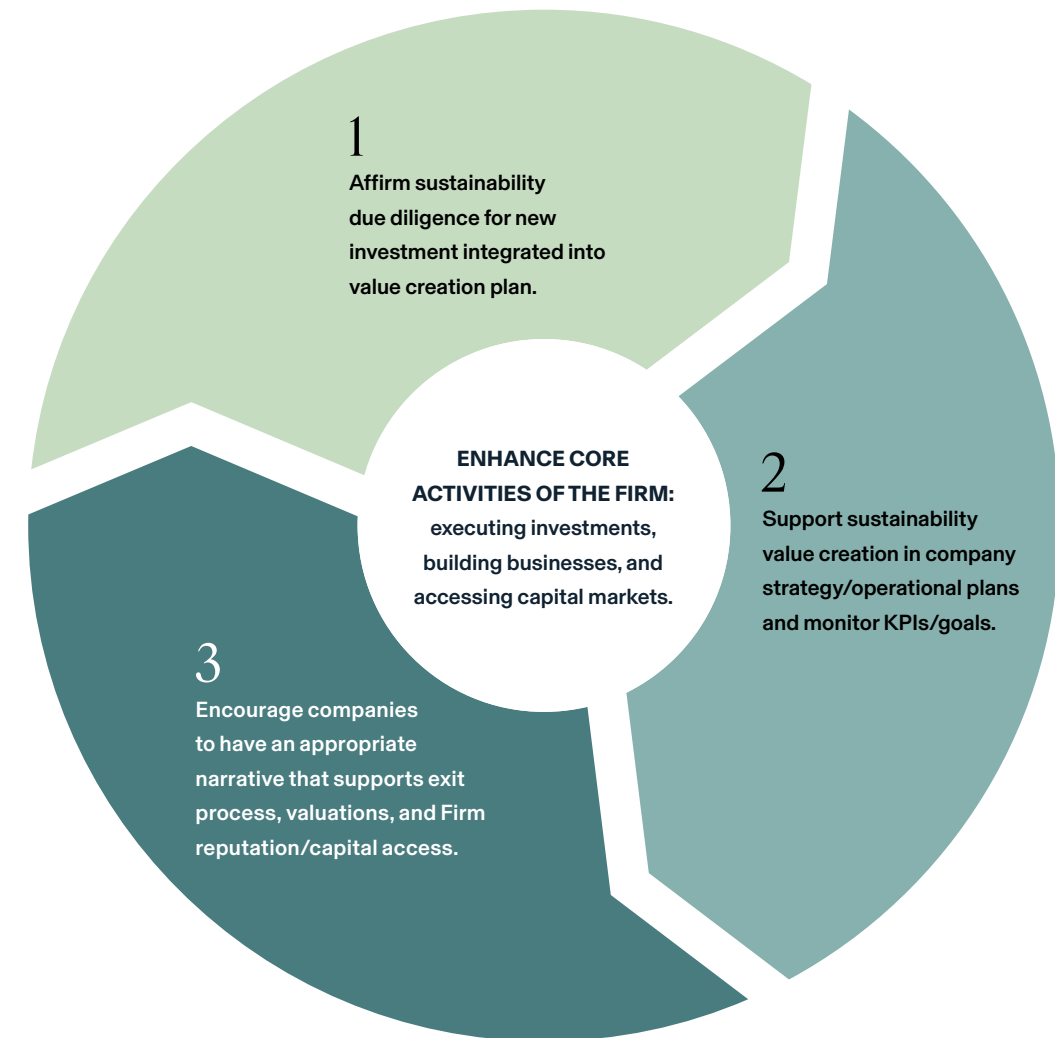 1
Affirm sustainability
due diligence for new
investment integrated into
value creation plan.
ENHANCE CORE
ACTIVITIES OF THE FIRM:
executing investments,
building businesses, and
accessing capital markets.
2
Support sustainability
value creation in company
strategy/operational plans
and monitor KPIs/goals.
3
Encourage companies
to have an appropriate
narrative that supports exit
process, valuations, and Firm
reputation/capital access.